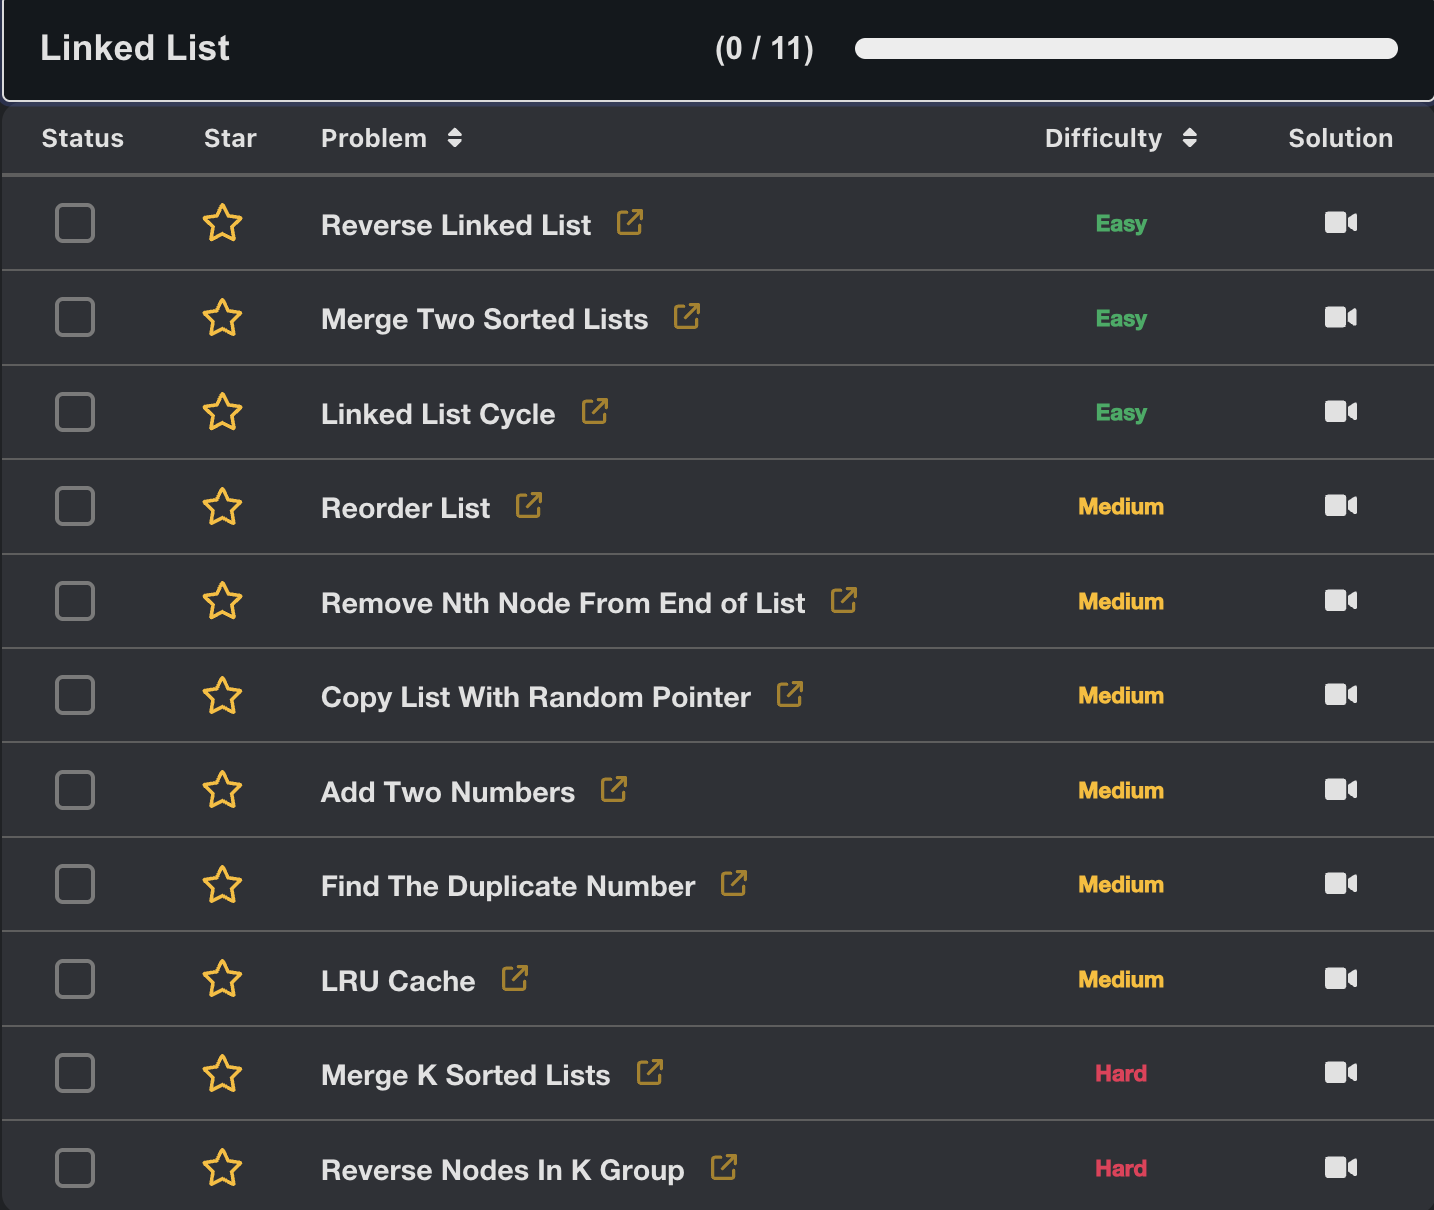 Linked List (0 / 11)
Status Star Problem Difficulty Solution
Reverse Linked List Easy
Merge Two Sorted Lists Easy
Linked List Cycle Easy
Reorder List Medium
Remove Nth Node From End of List Medium
Copy List With Random Pointer Medium
Add Two Numbers Medium
Find The Duplicate Number Medium
LRU Cache Medium
Merge K Sorted Lists Hard
Reverse Nodes In K Group Hard